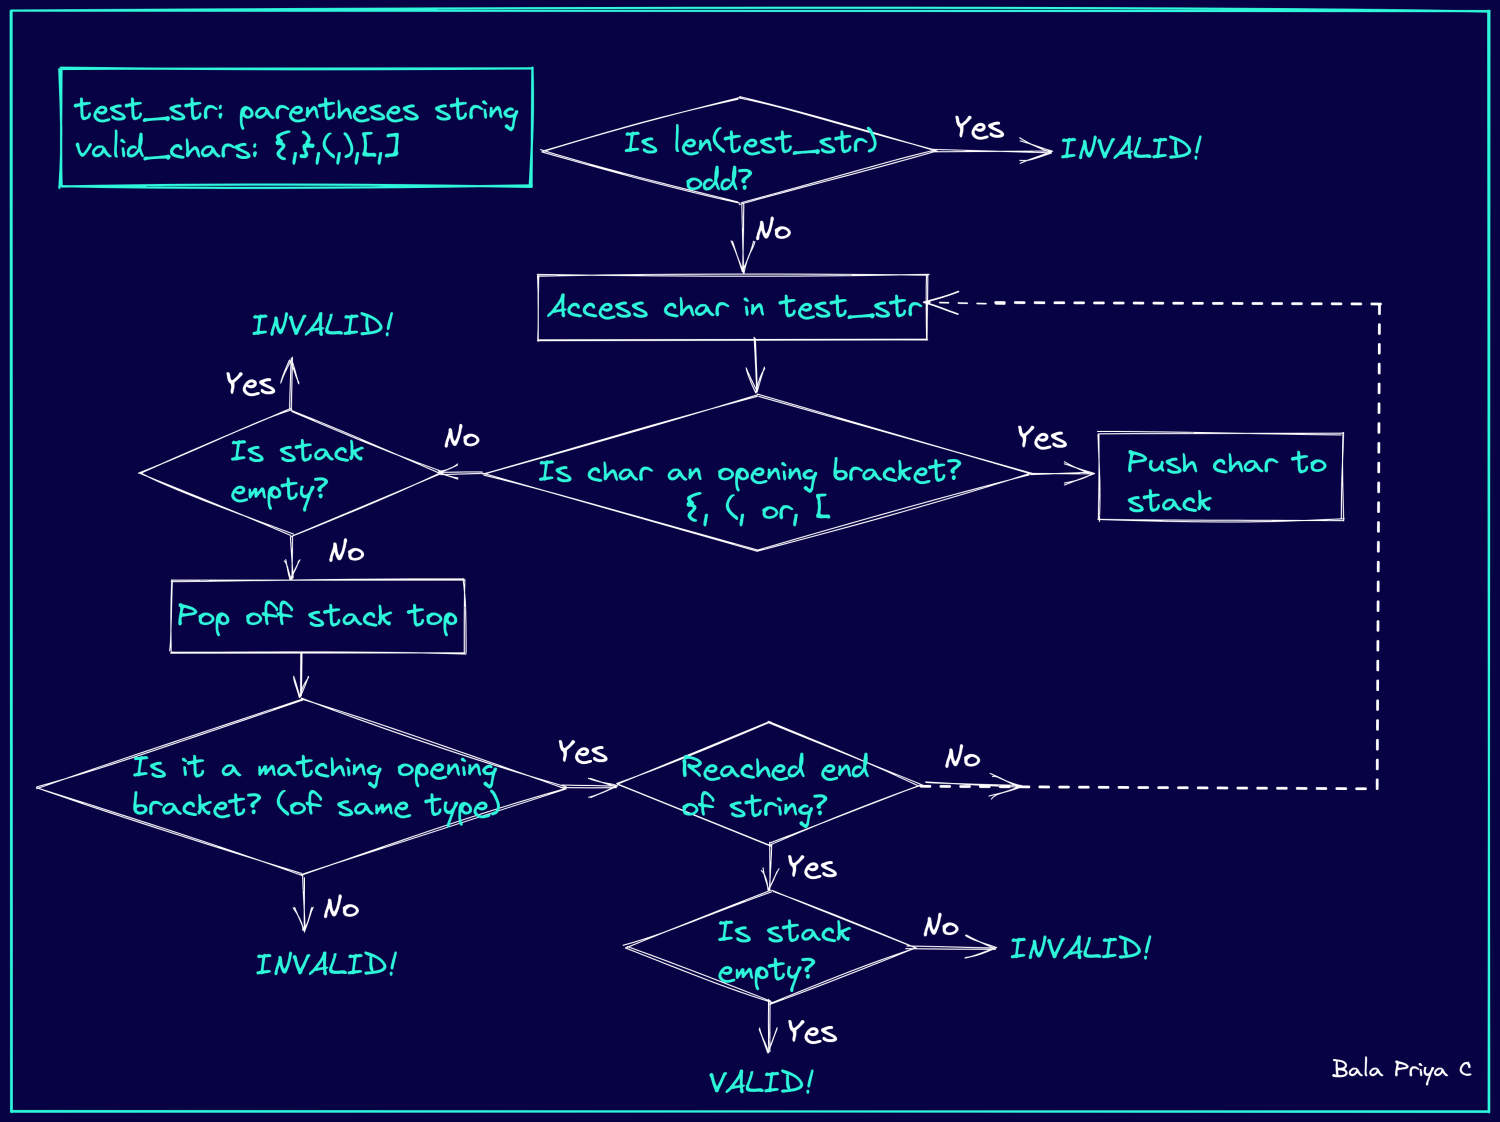 test_str: parentheses string
valid_chars: {,},(,),[,]
Is len(test_str)
odd?
Yes
INVALID!
No
Access char in test_str
INVALID!
Yes
Is stack
empty?
No
Is char an opening bracket?
{, (, or, [
Yes
Push char to
stack
No
Pop off stack top
Is it a matching opening
bracket? (of same type)
Yes
Reached end
of string?
No
No
INVALID!
Yes
Is stack
empty?
No
INVALID!
Yes
VALID!
Bala Priya C